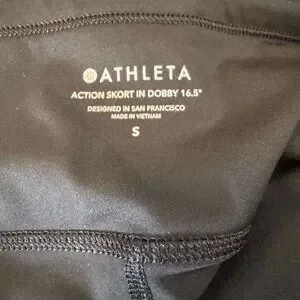 ATHLETA
ACTION SKORT IN DOBBY 16.5"
DESIGNED IN SAN FRANCISCO
MADE IN VIETNAM
S